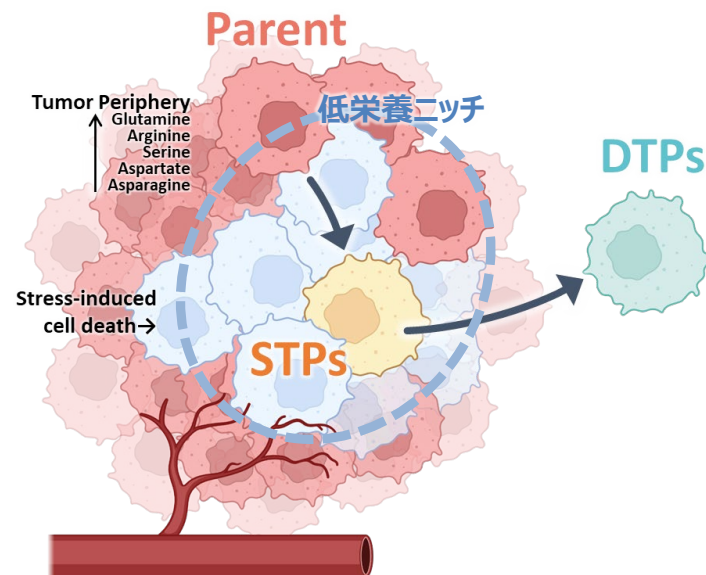 Parent
低栄養ニッチ
Tumor Periphery
Glutamine
Arginine
Serine
Aspartate
Asparagine
DTPs
Stress-induced
cell death→
STPs